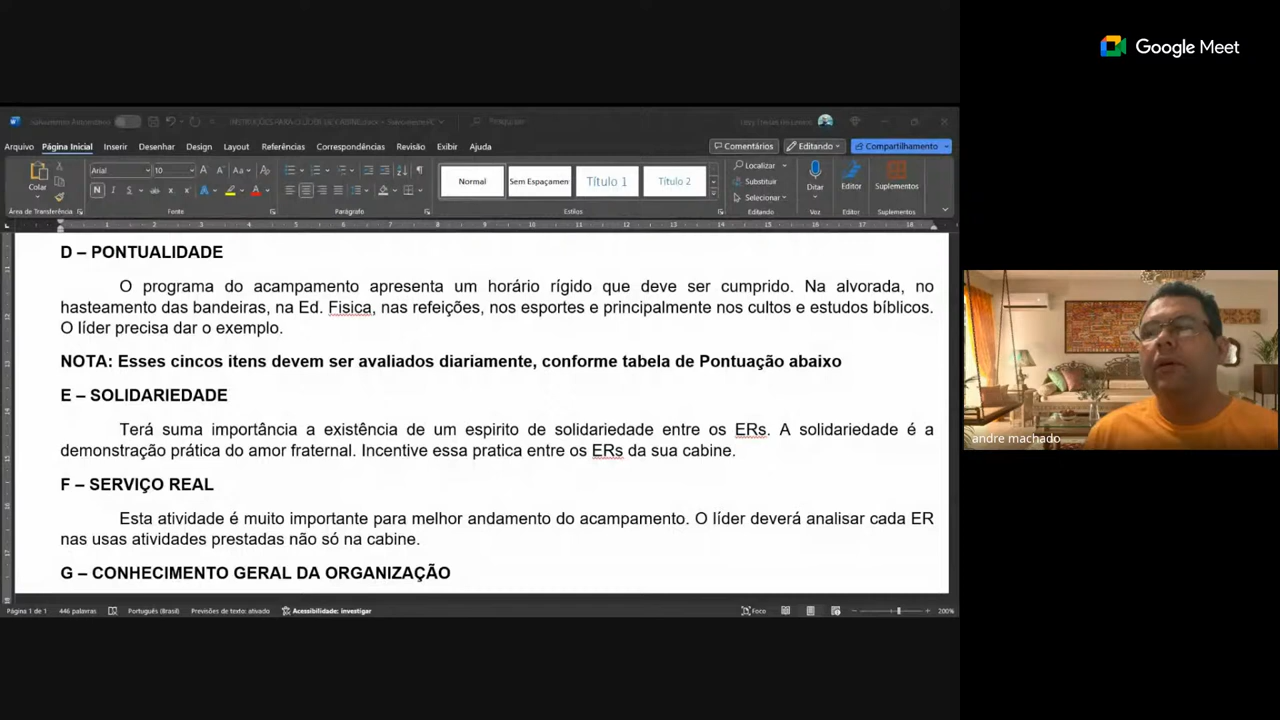 Google Meet
Arquivo Página Inicial Inserir Desenhar Design Layout Referências Correspondências Revisão Exibir Ajuda Comentários Editando Compartilhamento
Colar Arial 10 Normal Sem Espaçamen Título 1 Título 2 Localizar Substituir Selecionar Ditar Editor Suplementos
Área de Transferência Fonte Parágrafo Estilos Editando Voz Editor Suplementos
D – PONTUALIDADE
O programa do acampamento apresenta um horário rígido que deve ser cumprido. Na alvorada, no
hasteamento das bandeiras, na Ed. Fisica, nas refeições, nos esportes e principalmente nos cultos e estudos bíblicos.
O líder precisa dar o exemplo.
NOTA: Esses cincos itens devem ser avaliados diariamente, conforme tabela de Pontuação abaixo
E – SOLIDARIEDADE
Terá suma importância a existência de um espirito de solidariedade entre os ERs. A solidariedade é a
demonstração prática do amor fraternal. Incentive essa pratica entre os ERs da sua cabine.
F – SERVIÇO REAL
Esta atividade é muito importante para melhor andamento do acampamento. O líder deverá analisar cada ER
nas usas atividades prestadas não só na cabine.
G – CONHECIMENTO GERAL DA ORGANIZAÇÃO
Página 1 de 1 446 palavras Português (Brasil) Previsões de texto: ativado Acessibilidade: investigar Foco 200%
andre machado